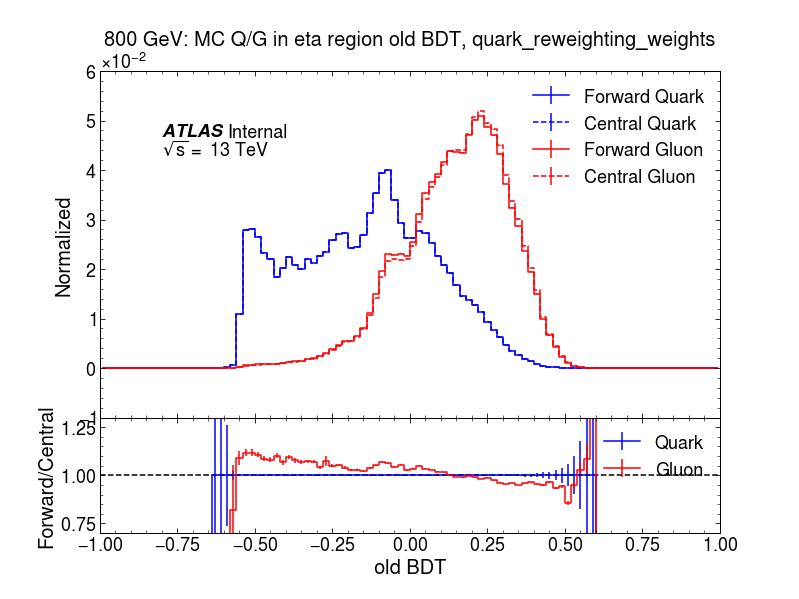 800 GeV: MC Q/G in eta region old BDT, quark_reweighting_weights
×10⁻²
6
5
4
3
2
1
0
−1
Normalized
ATLAS Internal
√s = 13 TeV
Forward Quark
Central Quark
Forward Gluon
Central Gluon
1.25
1.00
0.75
Forward/Central
Quark
Gluon
−1.00 −0.75 −0.50 −0.25 0.00 0.25 0.50 0.75 1.00
old BDT